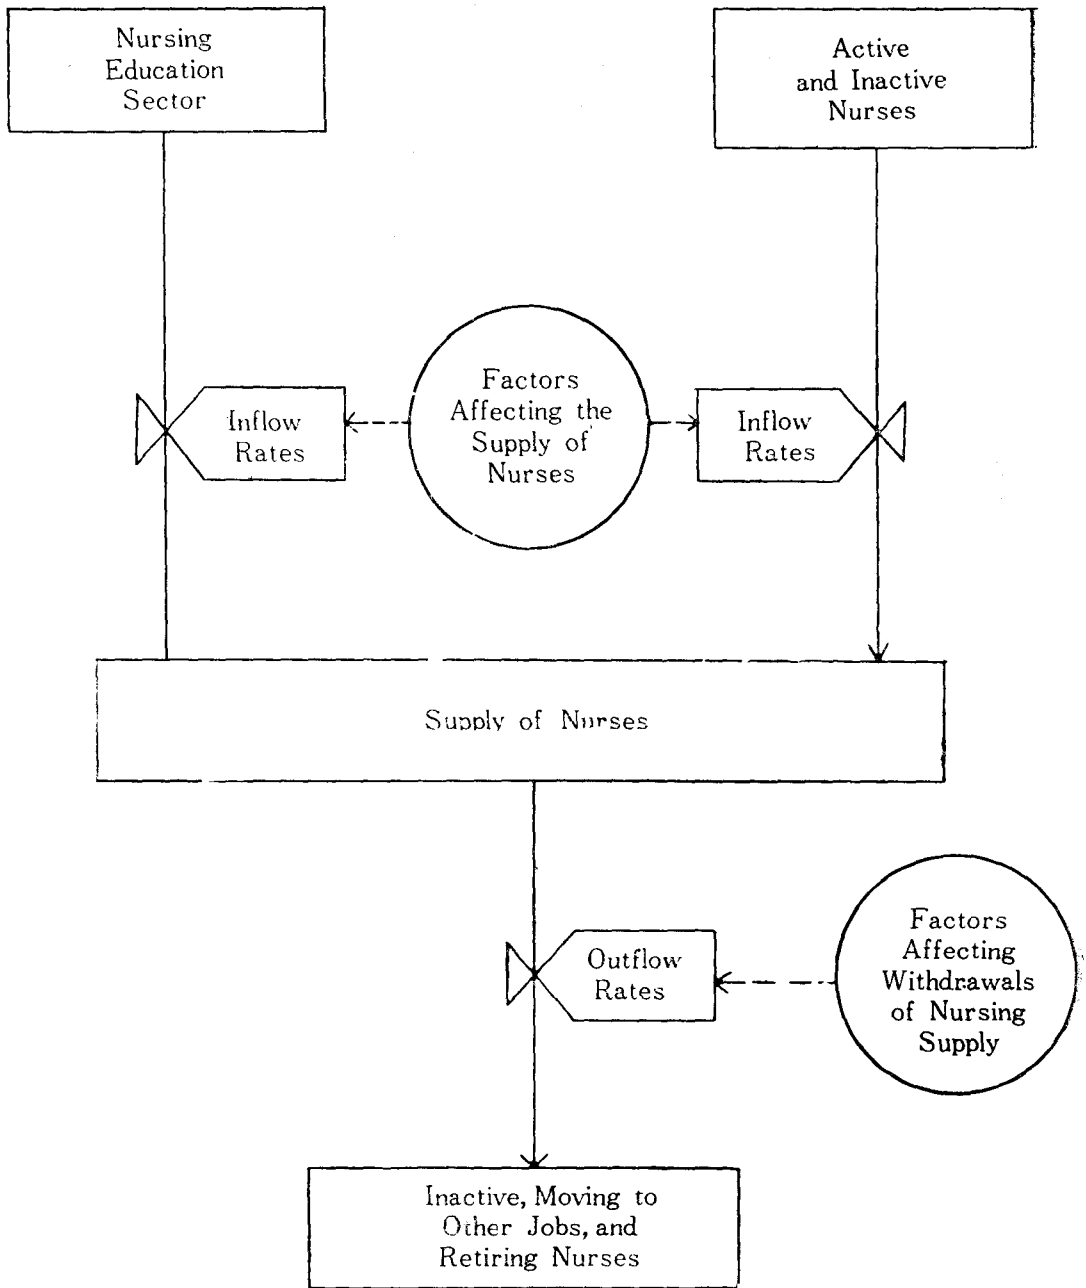 Nursing
Education
Sector
Active
and Inactive
Nurses
Factors
Affecting the
Supply of
Nurses
Inflow
Rates
Inflow
Rates
Supply of Nurses
Outflow
Rates
Factors
Affecting
Withdrawals
of Nursing
Supply
Inactive, Moving to
Other Jobs, and
Retiring Nurses